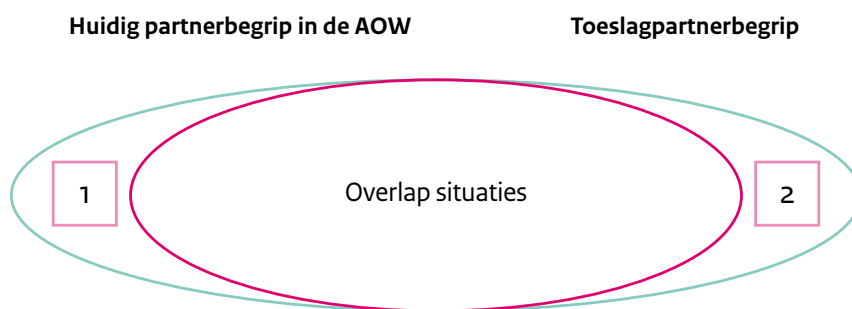 Huidig partnerbegrip in de AOW
Toeslagpartnerbegrip
1
Overlap situaties
2